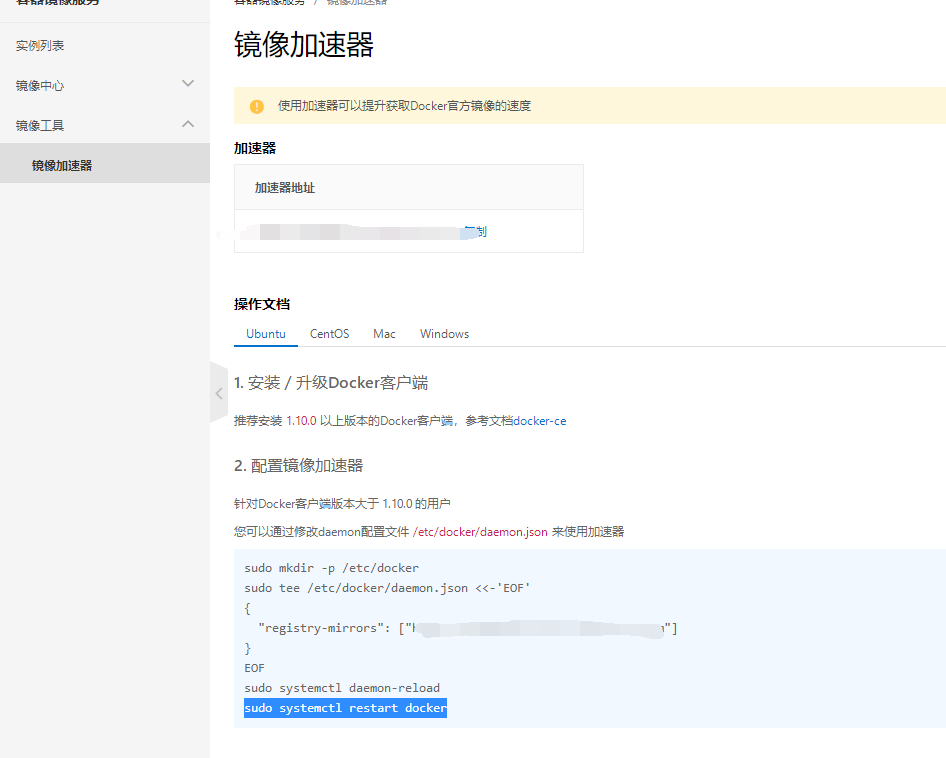 容器镜像服务
容器镜像服务 / 镜像加速器
实例列表
镜像中心
镜像工具
镜像加速器
镜像加速器
使用加速器可以提升获取Docker官方镜像的速度
加速器
加速器地址
复制
操作文档
Ubuntu CentOS Mac Windows
1. 安装 / 升级Docker客户端
推荐安装 1.10.0 以上版本的Docker客户端，参考文档docker-ce
2. 配置镜像加速器
针对Docker客户端版本大于 1.10.0 的用户
您可以通过修改daemon配置文件 /etc/docker/daemon.json 来使用加速器
sudo mkdir -p /etc/docker
sudo tee /etc/docker/daemon.json <<-'EOF'
{
"registry-mirrors": ["h"]
}
EOF
sudo systemctl daemon-reload
sudo systemctl restart docker